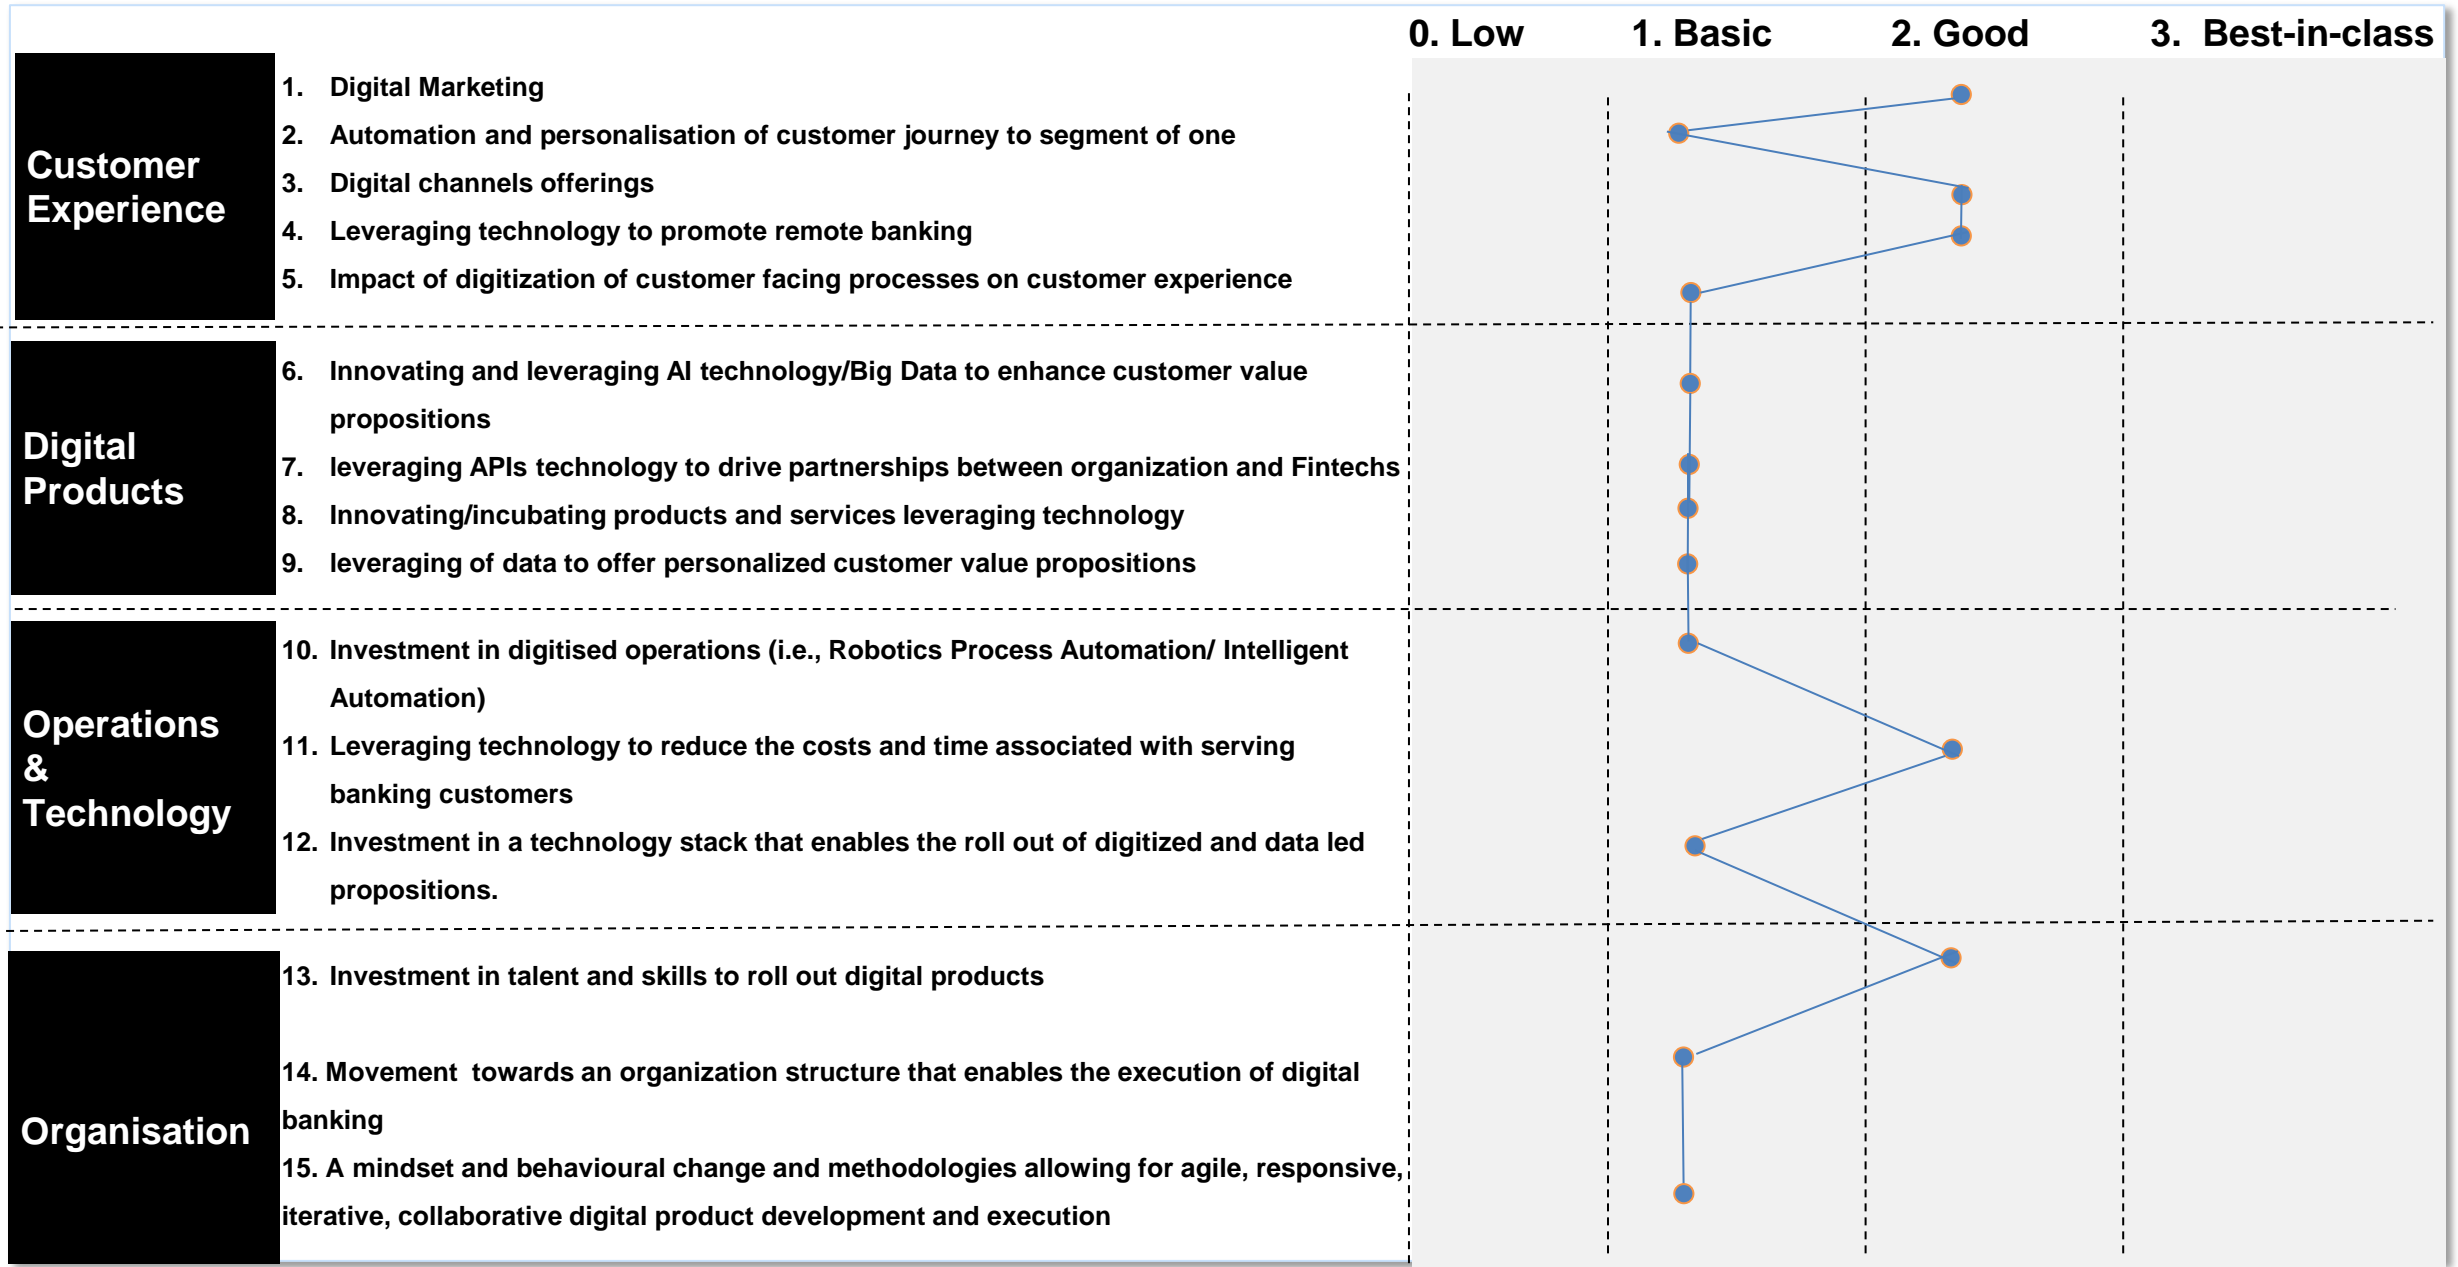 0. Low 1. Basic 2. Good 3. Best-in-class
Customer
Experience
1. Digital Marketing
2. Automation and personalisation of customer journey to segment of one
3. Digital channels offerings
4. Leveraging technology to promote remote banking
5. Impact of digitization of customer facing processes on customer experience
Digital
Products
6. Innovating and leveraging AI technology/Big Data to enhance customer value
propositions
7. leveraging APIs technology to drive partnerships between organization and Fintechs
8. Innovating/incubating products and services leveraging technology
9. leveraging of data to offer personalized customer value propositions
Operations
&
Technology
10. Investment in digitised operations (i.e., Robotics Process Automation/ Intelligent
Automation)
11. Leveraging technology to reduce the costs and time associated with serving
banking customers
12. Investment in a technology stack that enables the roll out of digitized and data led
propositions.
Organisation
13. Investment in talent and skills to roll out digital products
14. Movement towards an organization structure that enables the execution of digital
banking
15. A mindset and behavioural change and methodologies allowing for agile, responsive,
iterative, collaborative digital product development and execution